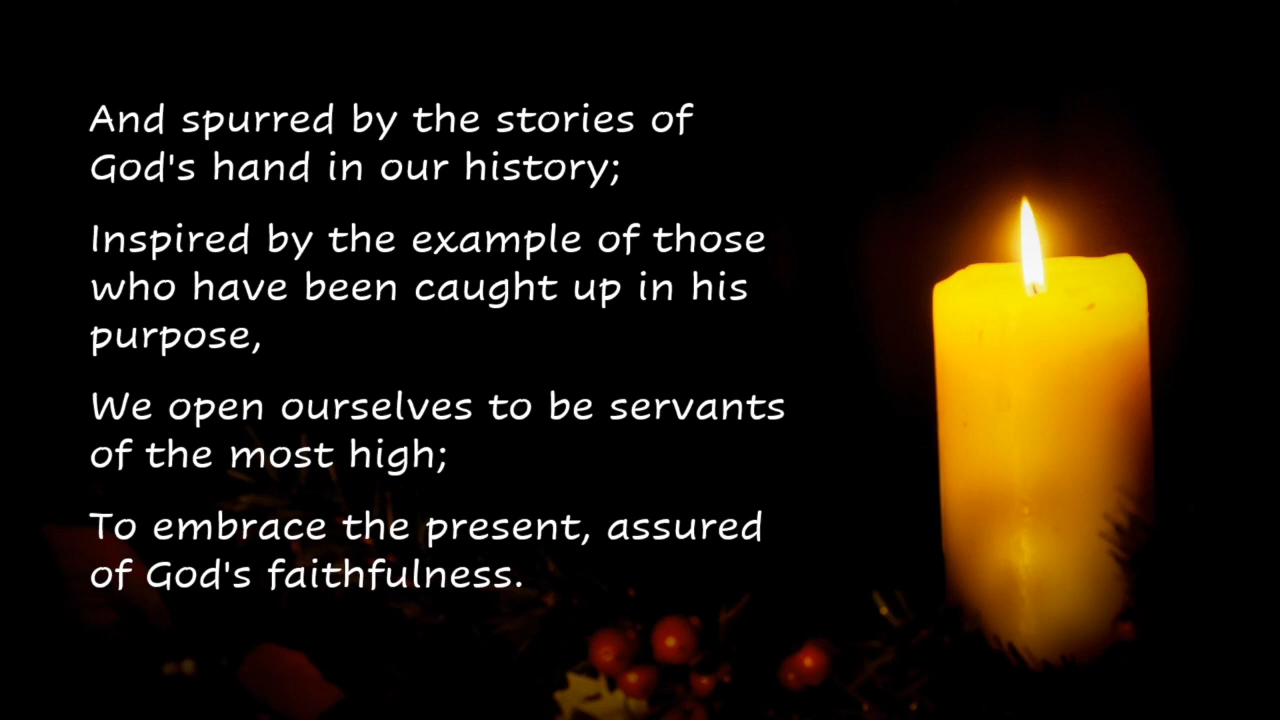 And spurred by the stories of
God's hand in our history;
Inspired by the example of those
who have been caught up in his
purpose,
We open ourselves to be servants
of the most high;
To embrace the present, assured
of God's faithfulness.